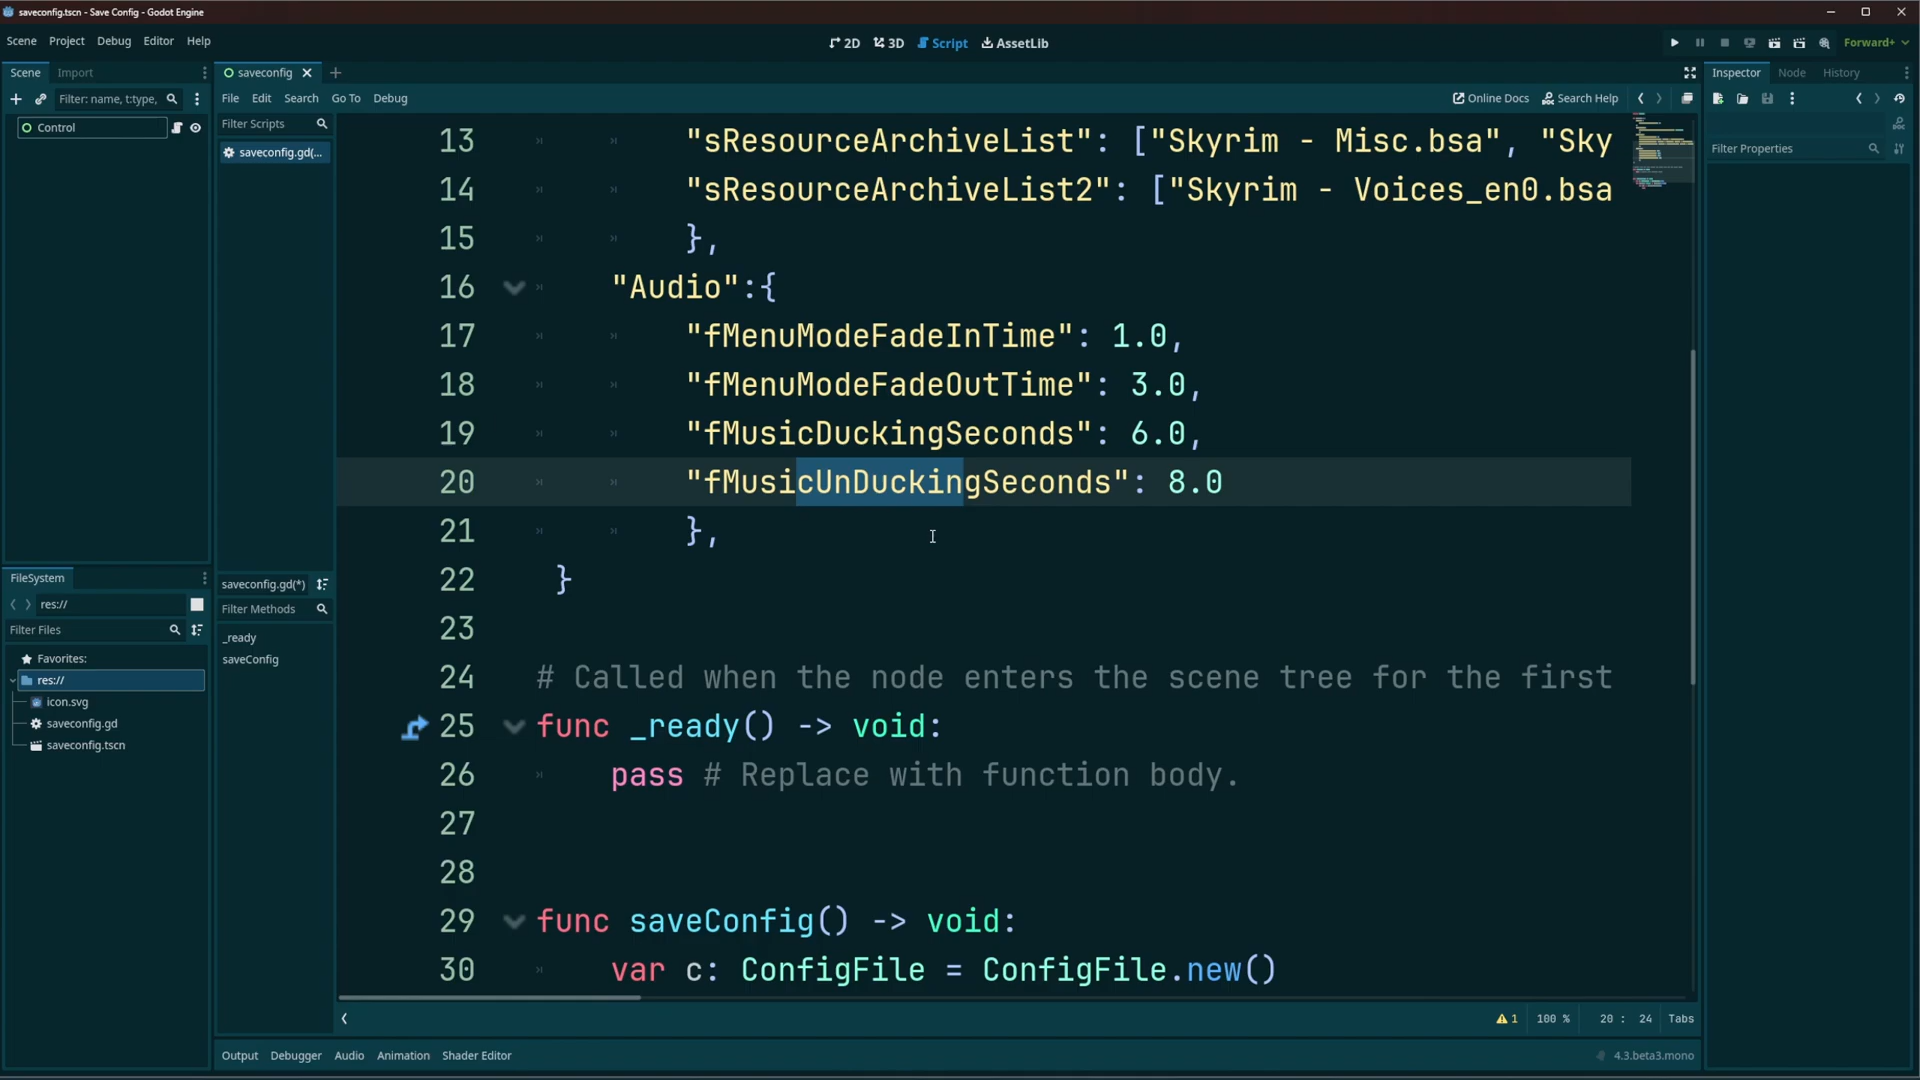 saveconfig.tscn - Save Config - Godot Engine
Scene Project Debug Editor Help
2D 3D Script AssetLib
Forward+
Scene Import
Filter: name, t:type,
Control
saveconfig
File Edit Search Go To Debug
Online Docs Search Help
Filter Scripts
saveconfig.gd(...
Inspector Node History
Filter Properties
13 "sResourceArchiveList": ["Skyrim - Misc.bsa", "Sky
14 "sResourceArchiveList2": ["Skyrim - Voices_en0.bsa
15 },
16 "Audio":{
17 "fMenuModeFadeInTime": 1.0,
18 "fMenuModeFadeOutTime": 3.0,
19 "fMusicDuckingSeconds": 6.0,
20 "fMusicUnDuckingSeconds": 8.0
21 },
22 }
23
24 # Called when the node enters the scene tree for the first
25 func _ready() -> void:
26 pass # Replace with function body.
27
28
29 func saveConfig() -> void:
30 var c: ConfigFile = ConfigFile.new()
saveconfig.gd(*)
Filter Methods
_ready
saveConfig
FileSystem
res://
Filter Files
Favorites:
res://
icon.svg
saveconfig.gd
saveconfig.tscn
1 100 % 20 : 24 Tabs
Output Debugger Audio Animation Shader Editor
4.3.beta3.mono